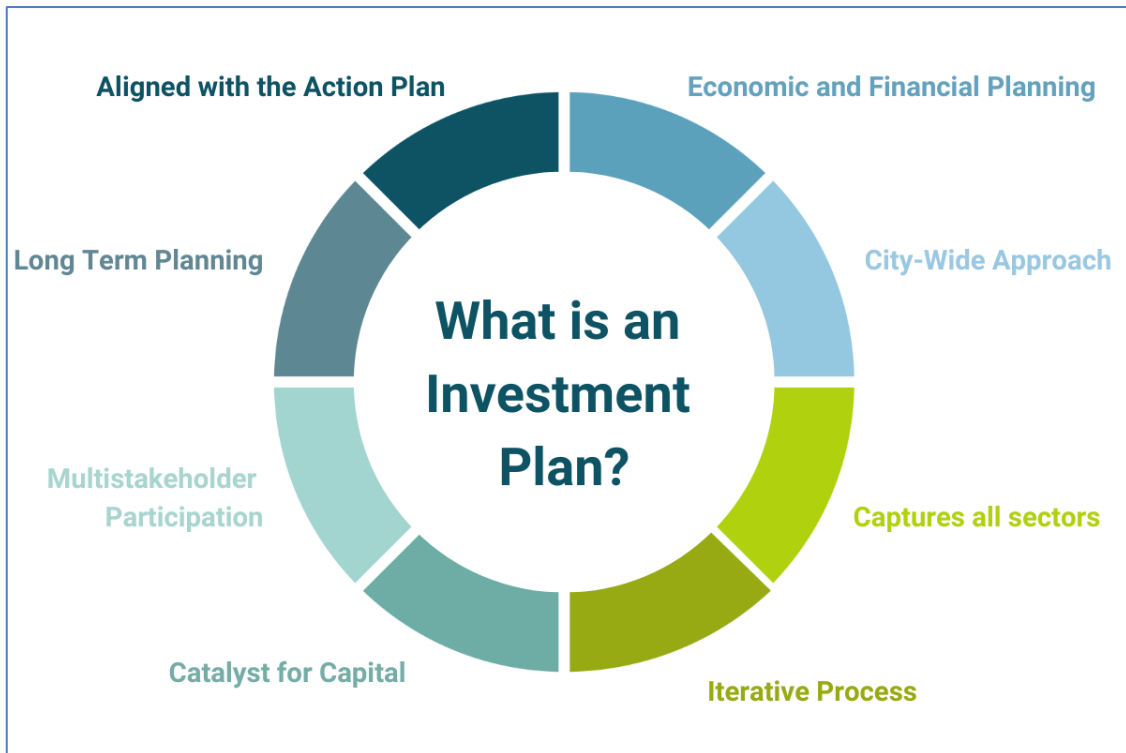 Aligned with the Action Plan
Economic and Financial Planning
Long Term Planning
City-Wide Approach
What is an
Investment
Plan?
Multistakeholder
Participation
Captures all sectors
Catalyst for Capital
Iterative Process